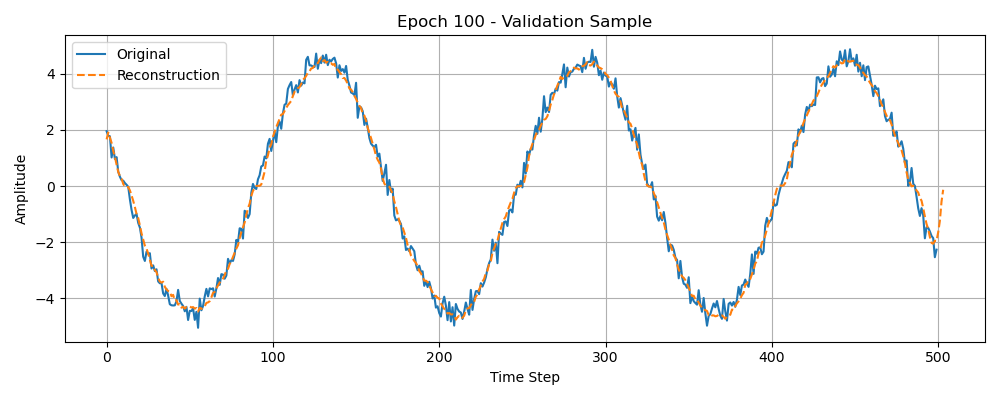 Epoch 100 - Validation Sample
Original
Reconstruction
4
2
0
−2
−4
Amplitude
0 100 200 300 400 500
Time Step